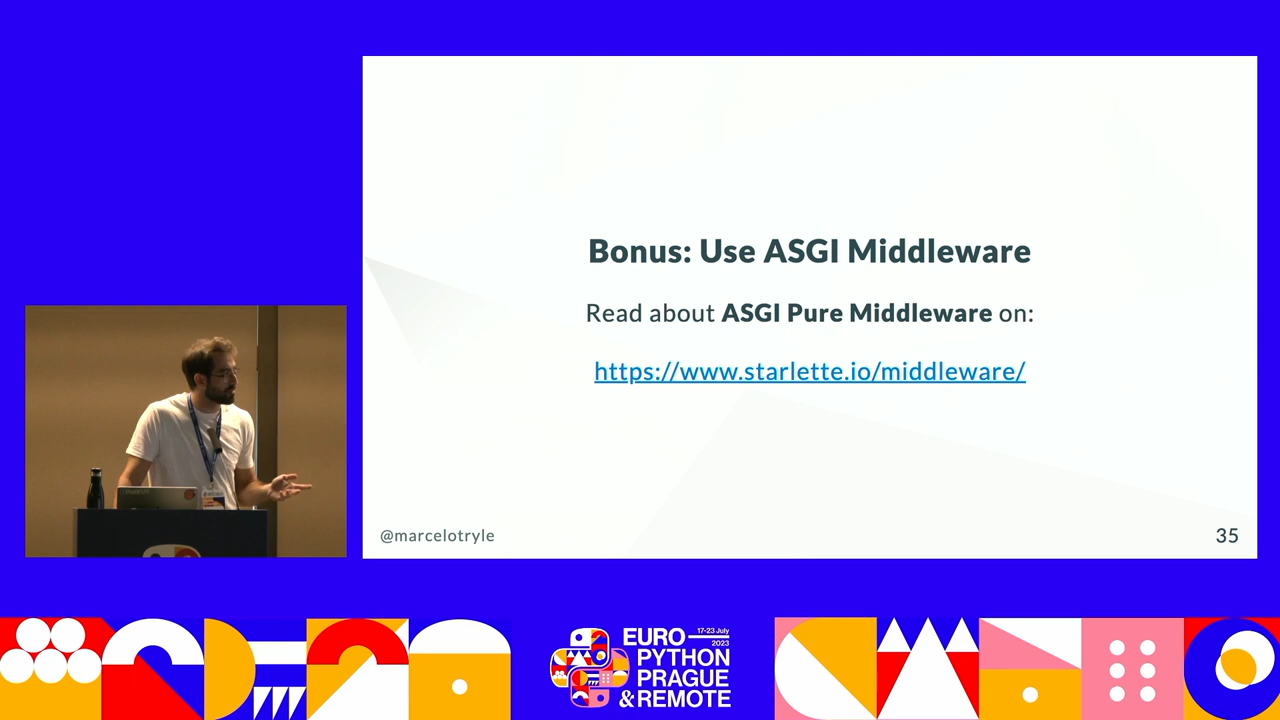 Bonus: Use ASGI Middleware
Read about ASGI Pure Middleware on:
https://www.starlette.io/middleware/
@marcelotryle
35
EURO
17-23 July
2023
PYTHON
PRAGUE
& REMOTE